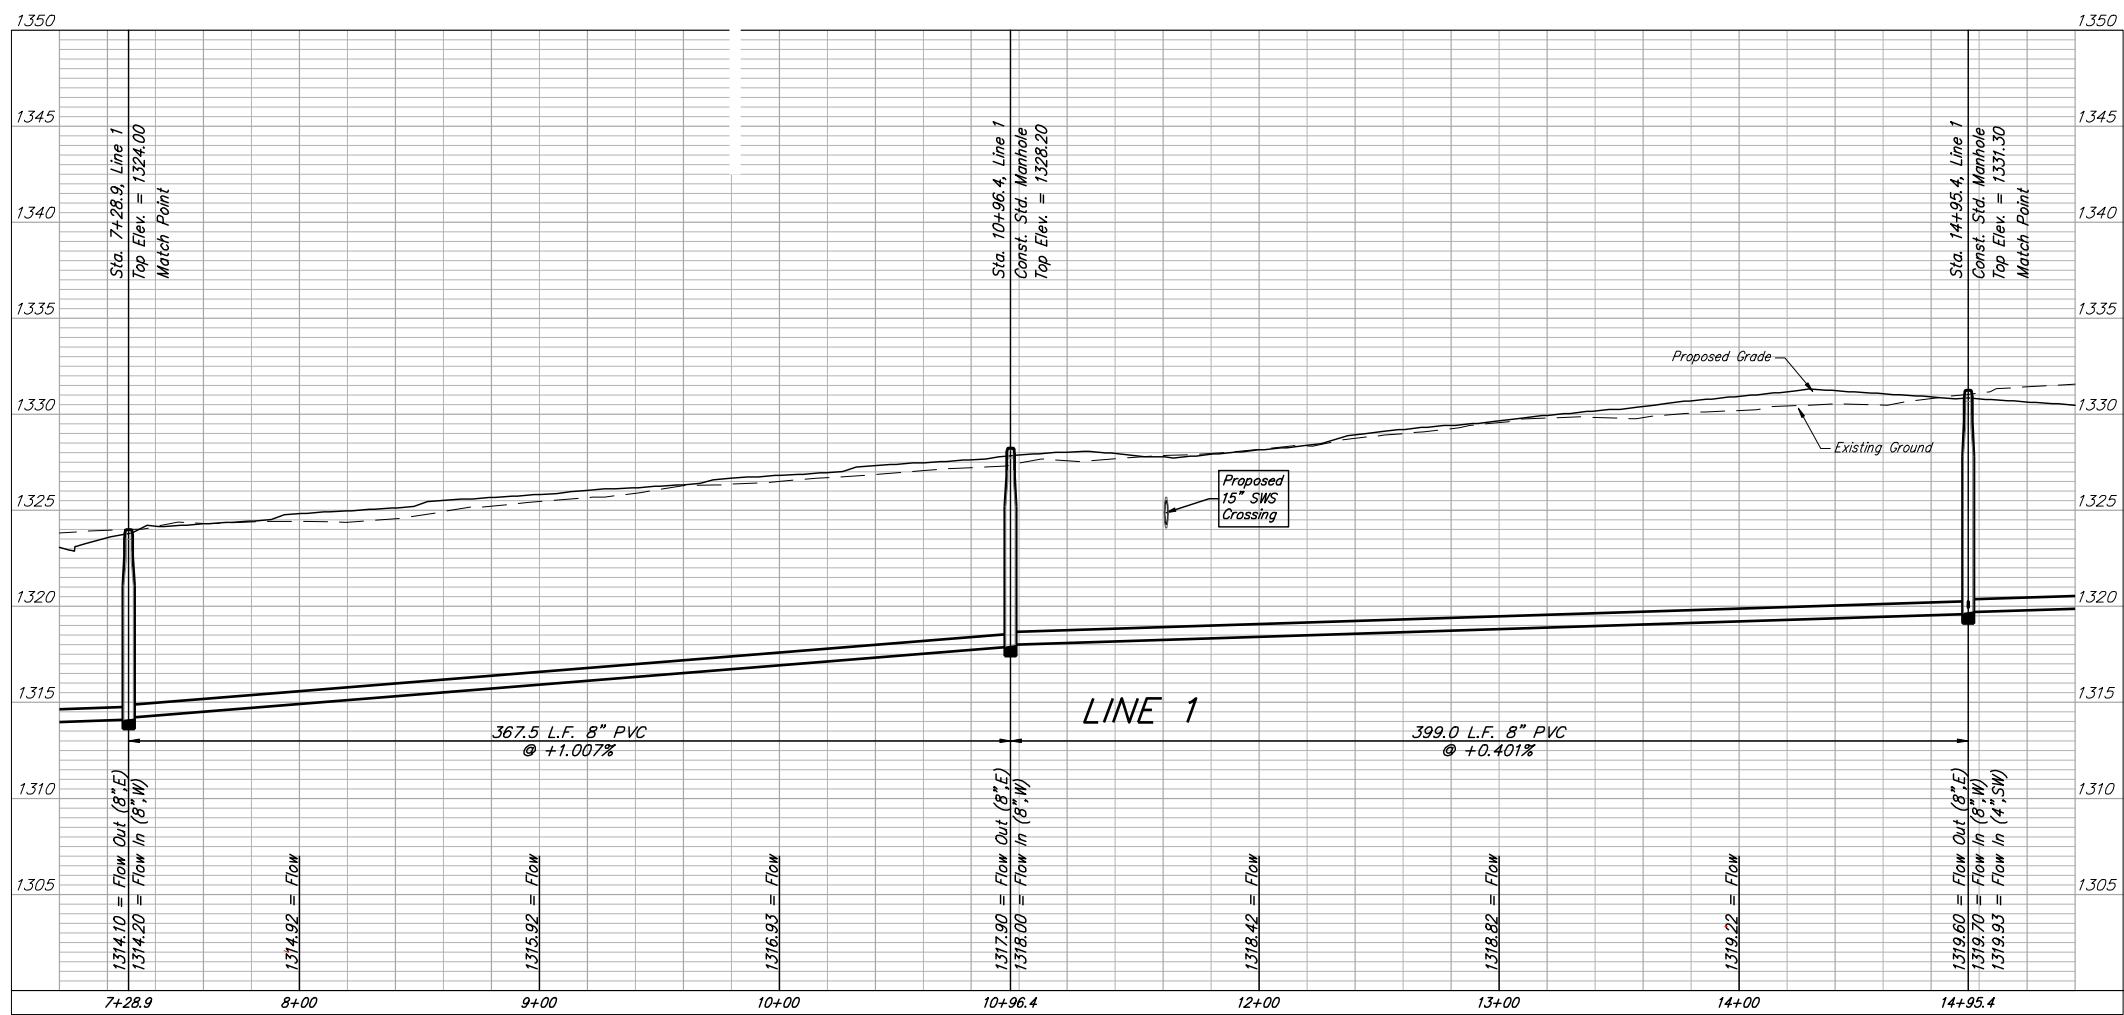 1350
1350
1345
1345
1340
1340
1335
1335
1330
1330
1325
1325
1320
1320
1315
1315
1310
1310
1305
1305
Sta. 7+28.9, Line 1
Top Elev. = 1324.00
Match Point
Sta. 10+96.4, Line 1
Const. Std. Manhole
Top Elev. = 1328.20
Sta. 14+95.4, Line 1
Const. Std. Manhole
Top Elev. = 1331.30
Match Point
Proposed Grade
Existing Ground
Proposed
15" SWS
Crossing
LINE 1
367.5 L.F. 8" PVC
@ +1.007%
399.0 L.F. 8" PVC
@ +0.401%
1314.10 = Flow Out (8",E)
1314.20 = Flow In (8",W)
1314.92 = Flow
1315.92 = Flow
1316.93 = Flow
1317.90 = Flow Out (8",E)
1318.00 = Flow In (8",W)
1318.42 = Flow
1318.82 = Flow
1319.22 = Flow
1319.60 = Flow Out (8",E)
1319.70 = Flow In (8",W)
1319.93 = Flow In (4",SW)
7+28.9
8+00
9+00
10+00
10+96.4
12+00
13+00
14+00
14+95.4